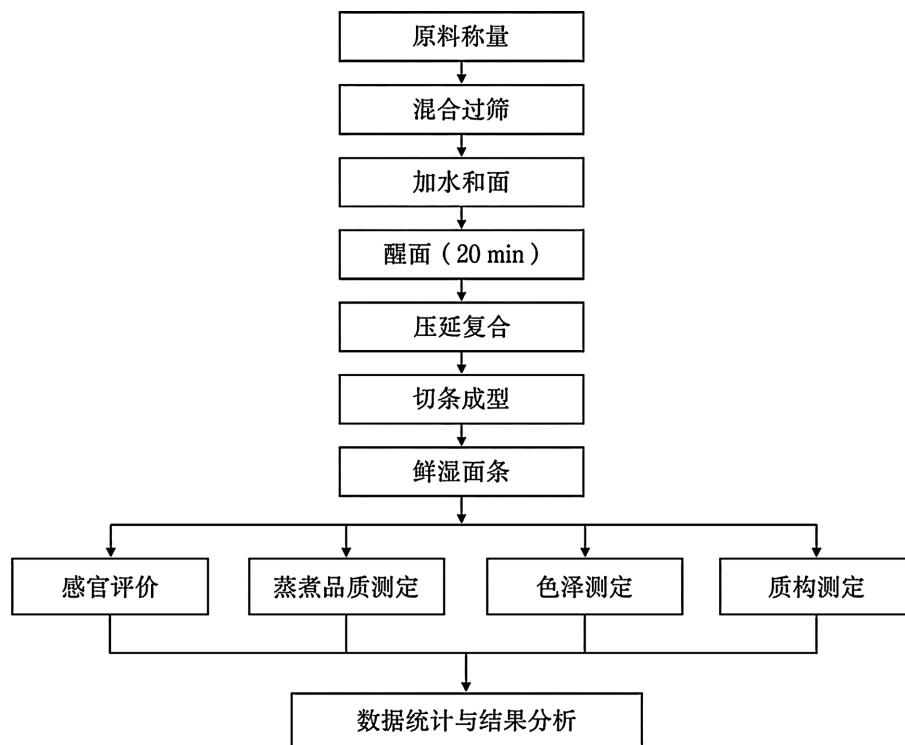 原料称量
混合过筛
加水和面
醒面（20 min）
压延复合
切条成型
鲜湿面条
感官评价
蒸煮品质测定
色泽测定
质构测定
数据统计与结果分析